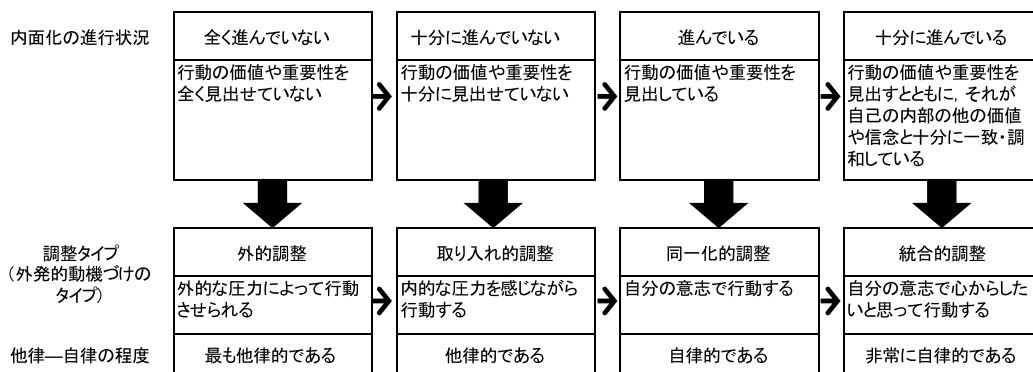 内面化の進行状況
全く進んでいない
十分に進んでいない
進んでいる
十分に進んでいる
行動の価値や重要性を
全く見出せていない
行動の価値や重要性を
十分に見出せていない
行動の価値や重要性を
見出している
行動の価値や重要性を
見出すとともに，それが
自己の内部の他の価値
や信念と十分に一致・調
和している
調整タイプ
（外発的動機づけの
タイプ）
外的調整
取り入れ的調整
同一化的調整
統合的調整
外的な圧力によって行動
させられる
内的な圧力を感じながら
行動する
自分の意志で行動する
自分の意志で心からした
いと思って行動する
他律―自律の程度
最も他律的である
他律的である
自律的である
非常に自律的である